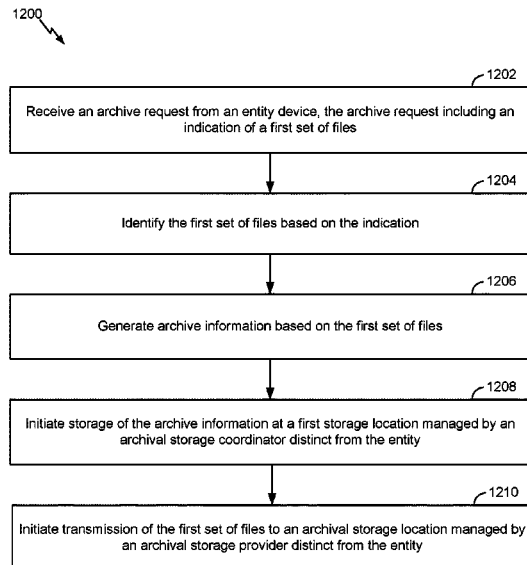 1200
1202
Receive an archive request from an entity device, the archive request including an
indication of a first set of files
1204
Identify the first set of files based on the indication
1206
Generate archive information based on the first set of files
1208
Initiate storage of the archive information at a first storage location managed by an
archival storage coordinator distinct from the entity
1210
Initiate transmission of the first set of files to an archival storage location managed by
an archival storage provider distinct from the entity